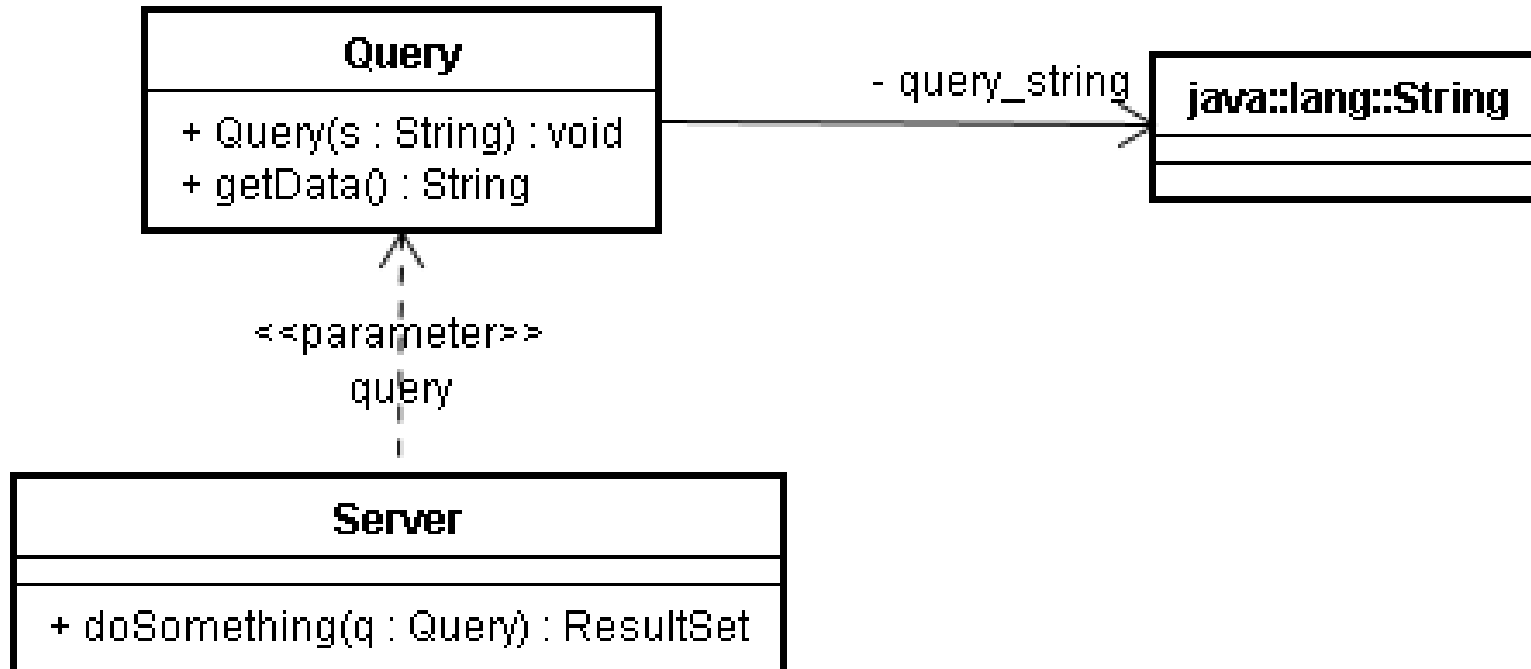 Query
+ Query(s : String) : void
+ getData() : String
- query_string
java::lang::String
<<parameter>>
query
Server
+ doSomething(q : Query) : ResultSet